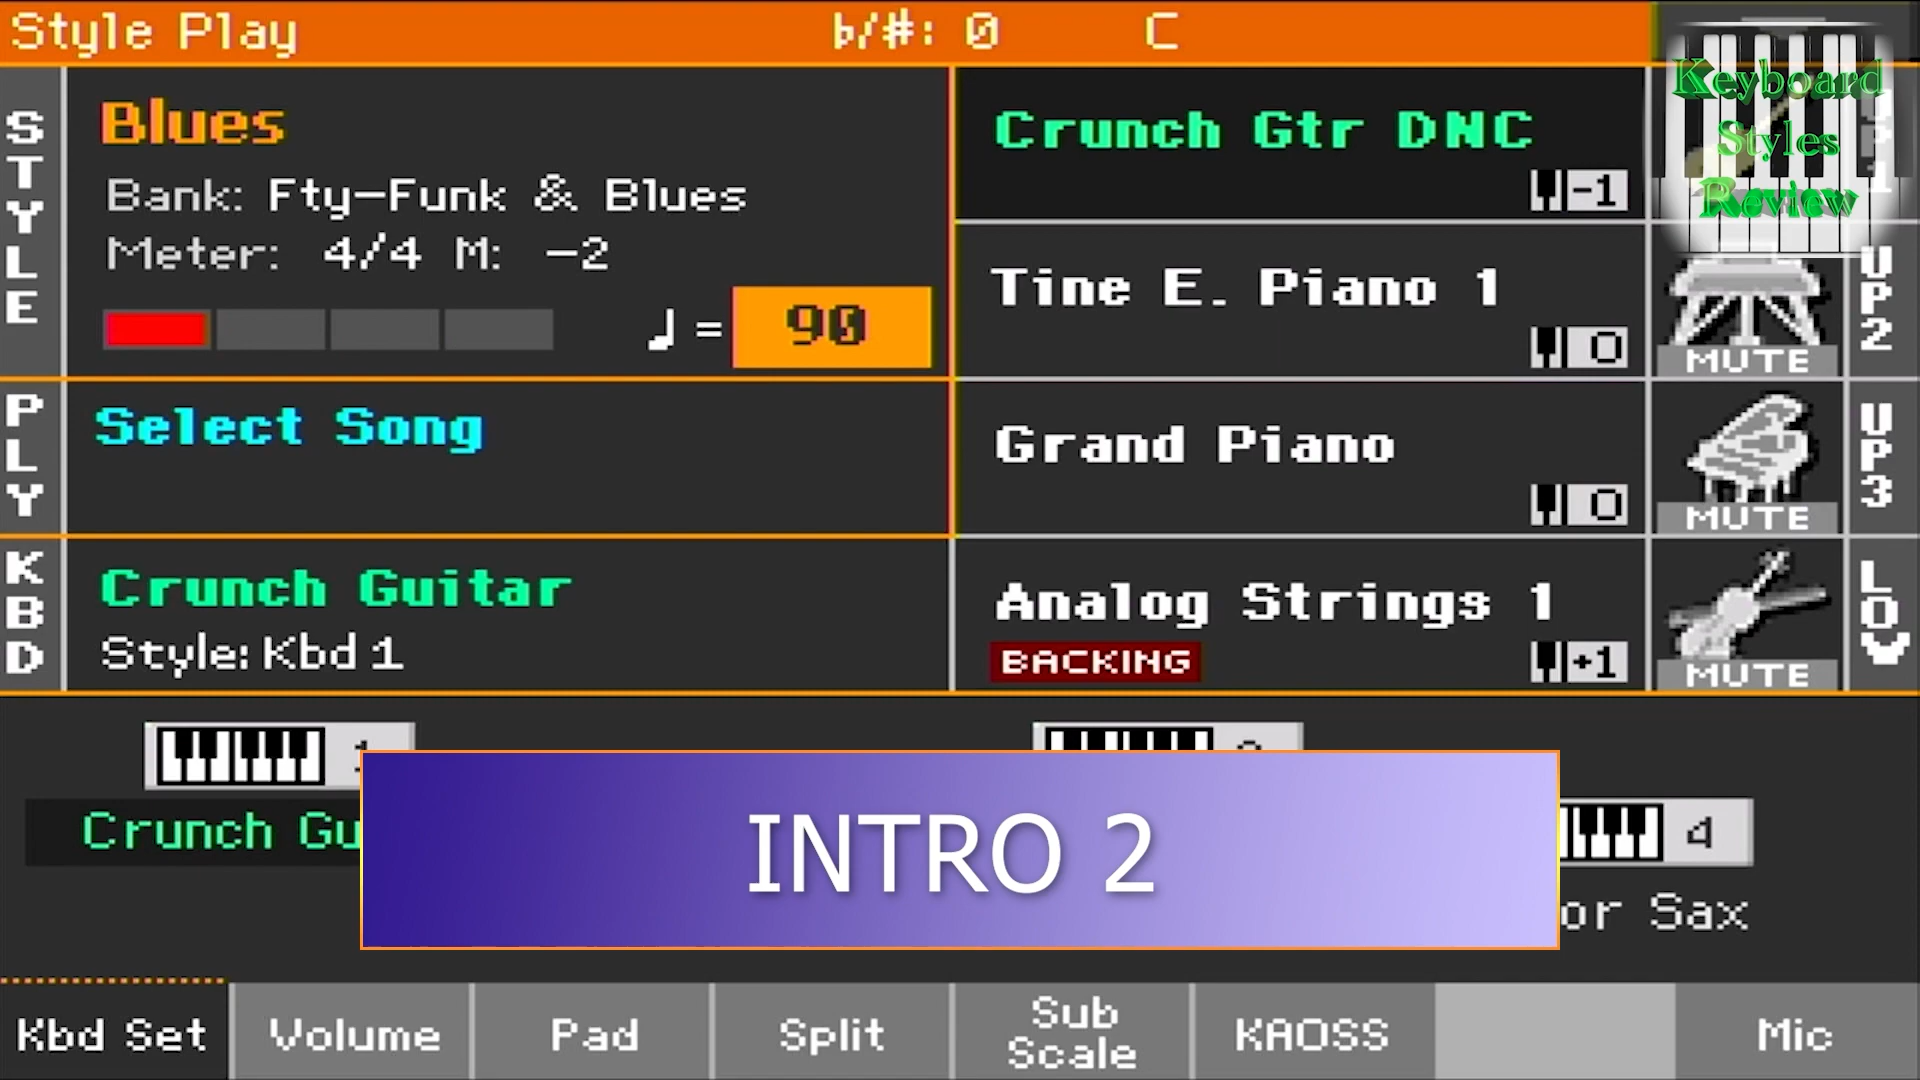 Style Play
♭/#: 0
C
Keyboard
Styles
Review
STYLE
Blues
Bank: Fty-Funk & Blues
Meter: 4/4 M: -2
♩ = 90
Crunch Gtr DNC
-1
Tine E. Piano 1
0
MUTE
UP2
PLY
Select Song
Grand Piano
0
MUTE
UP3
KBD
Crunch Guitar
Style: Kbd 1
Analog Strings 1
BACKING
+1
MUTE
LOW
Crunch Gu
INTRO 2
4
or Sax
Kbd Set
Volume
Pad
Split
Sub
Scale
KAOSS
Mic